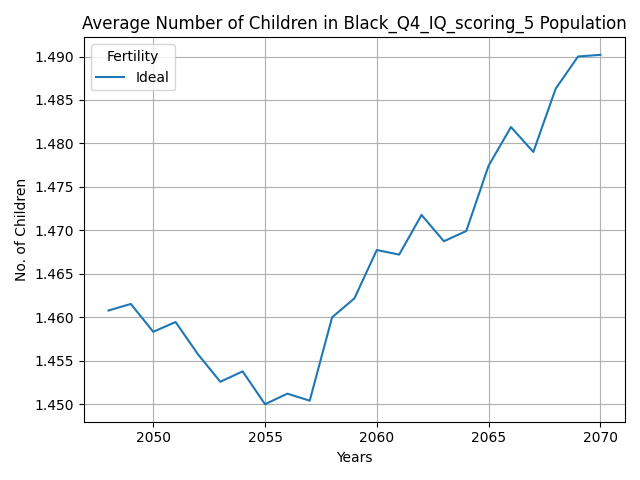 Average Number of Children in Black_Q4_IQ_scoring_5 Population
Fertility
Ideal
1.490
1.485
1.480
1.475
1.470
1.465
1.460
1.455
1.450
No. of Children
2050
2055
2060
2065
2070
Years